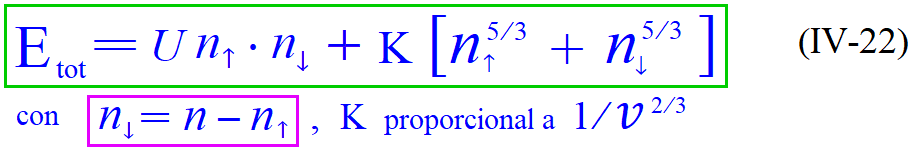 E_tot = U n↑ · n↓ + K [ n↑^5/3 + n↓^5/3 ] (IV-22)
con n↓ = n − n↑ , K proporcional a 1/v^2/3